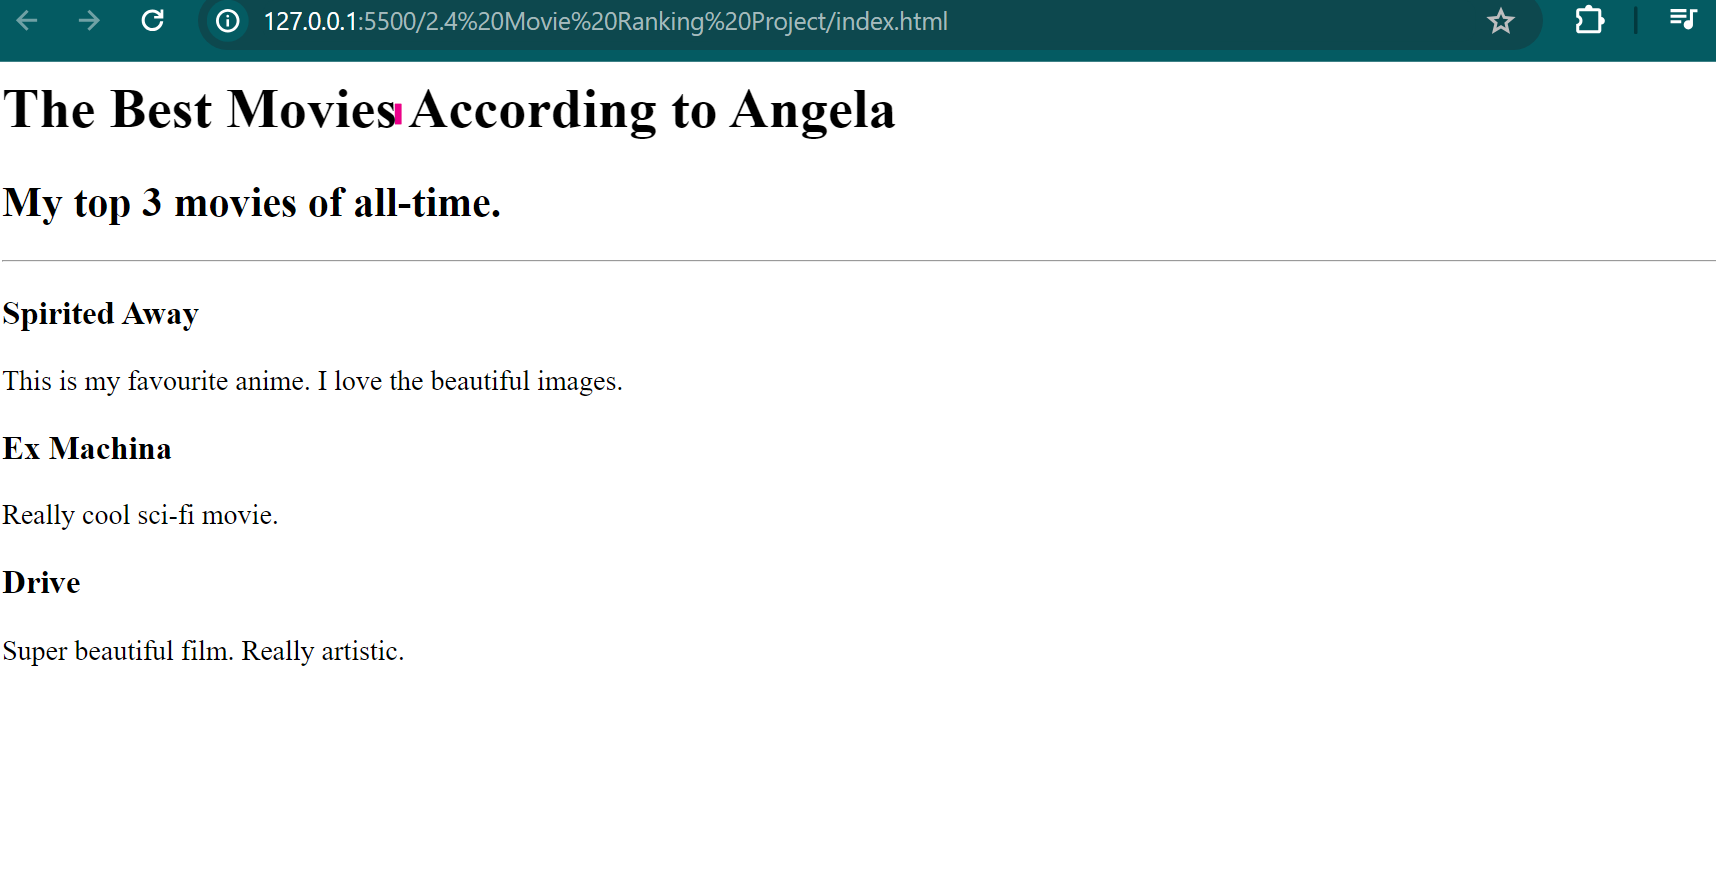 127.0.0.1:5500/2.4%20Movie%20Ranking%20Project/index.html
The Best Movies According to Angela
My top 3 movies of all-time.
Spirited Away
This is my favourite anime. I love the beautiful images.
Ex Machina
Really cool sci-fi movie.
Drive
Super beautiful film. Really artistic.